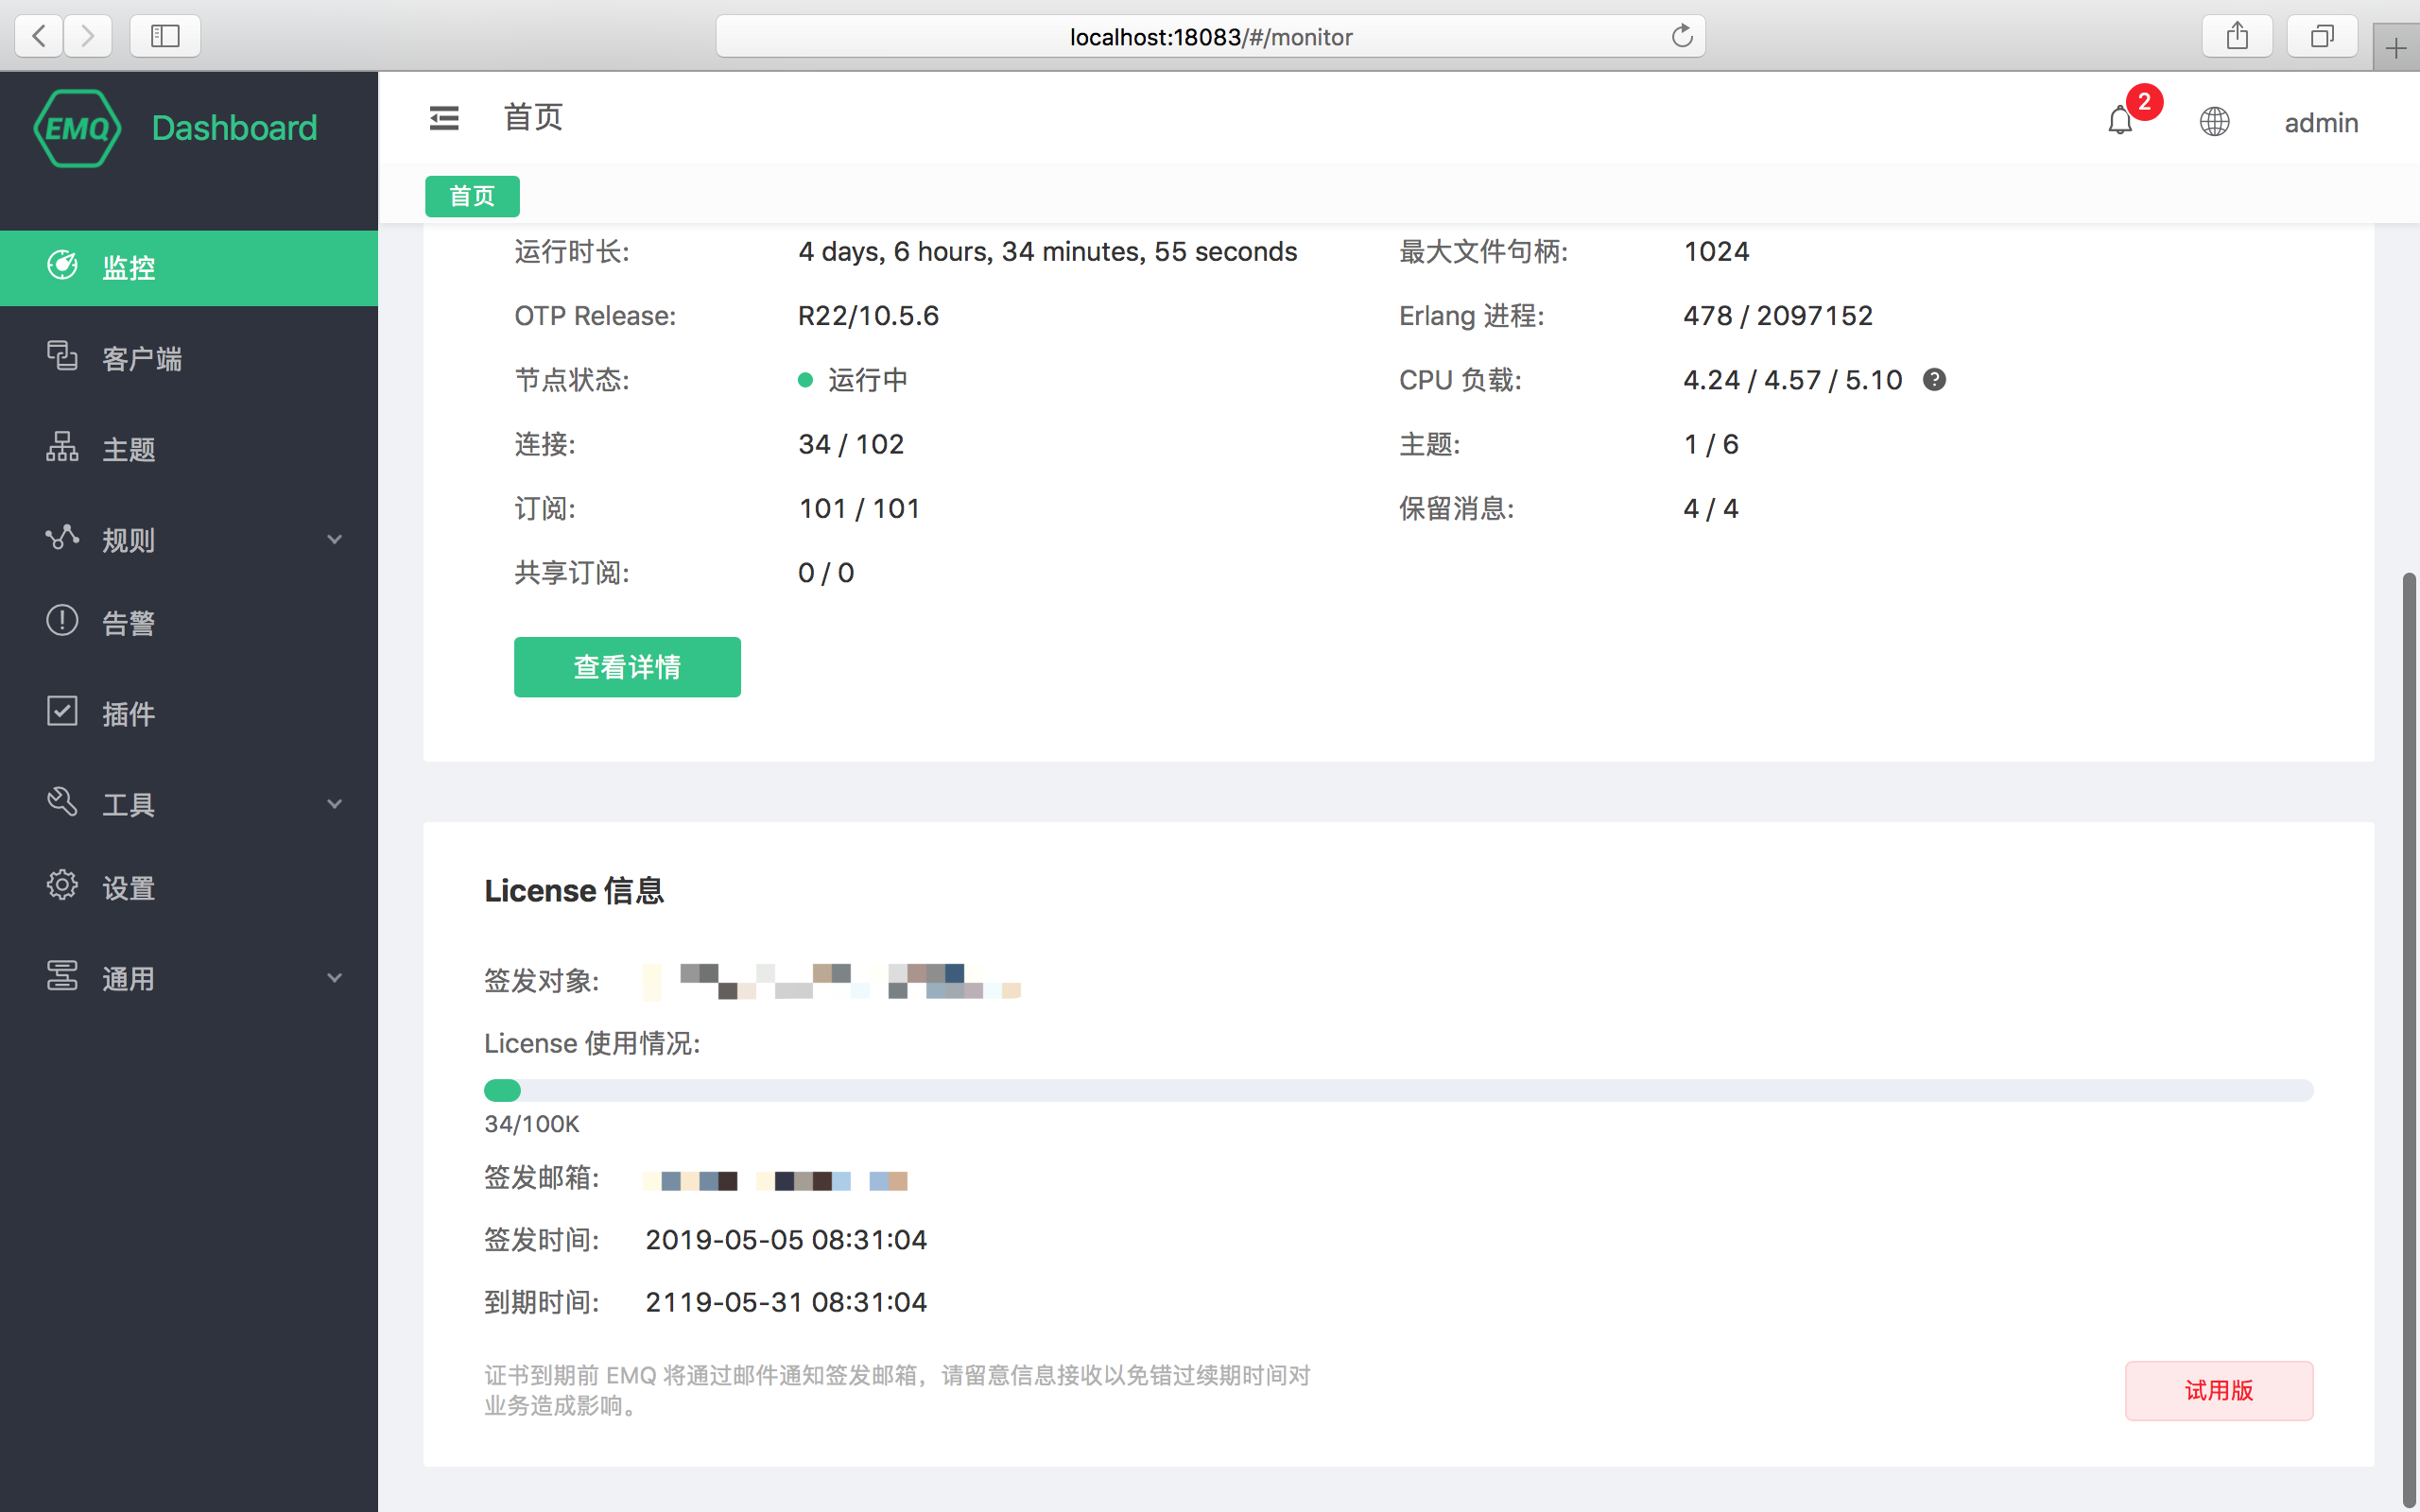 localhost:18083/#/monitor
EMQ Dashboard
首页
2
admin
首页
监控
客户端
主题
规则
告警
插件
工具
设置
通用
运行时长: 4 days, 6 hours, 34 minutes, 55 seconds 最大文件句柄: 1024
OTP Release: R22/10.5.6 Erlang 进程: 478 / 2097152
节点状态: 运行中 CPU 负载: 4.24 / 4.57 / 5.10 ?
连接: 34 / 102 主题: 1 / 6
订阅: 101 / 101 保留消息: 4 / 4
共享订阅: 0 / 0
查看详情
License 信息
签发对象:
License 使用情况:
34/100K
签发邮箱:
签发时间: 2019-05-05 08:31:04
到期时间: 2119-05-31 08:31:04
证书到期前 EMQ 将通过邮件通知签发邮箱，请留意信息接收以免错过续期时间对
业务造成影响。
试用版